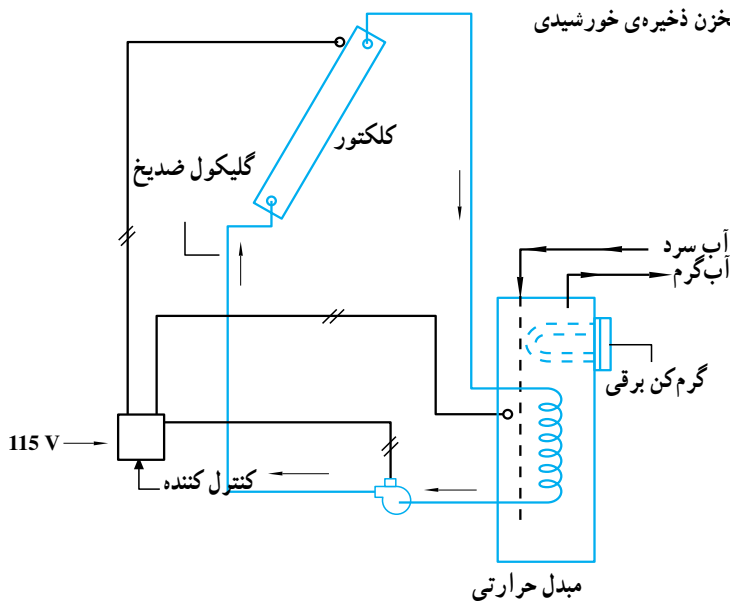 خزن ذخیره‌ی خورشیدی
کلکتور
گلیکول ضدیخ
آب سرد
آب‌گرم
گرم‌کن برقی
115 V
کنترل کننده
مبدل حرارتی